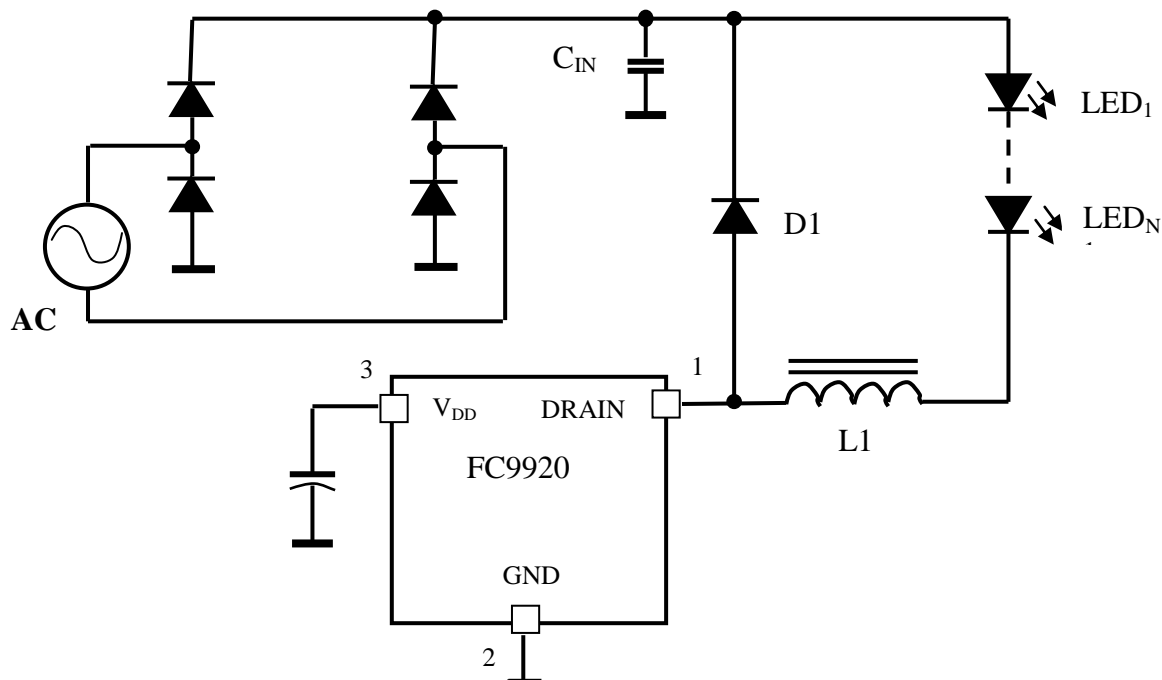 C_IN
LED_1
D1
LED_N
AC
3
1
V_DD
DRAIN
FC9920
L1
GND
2